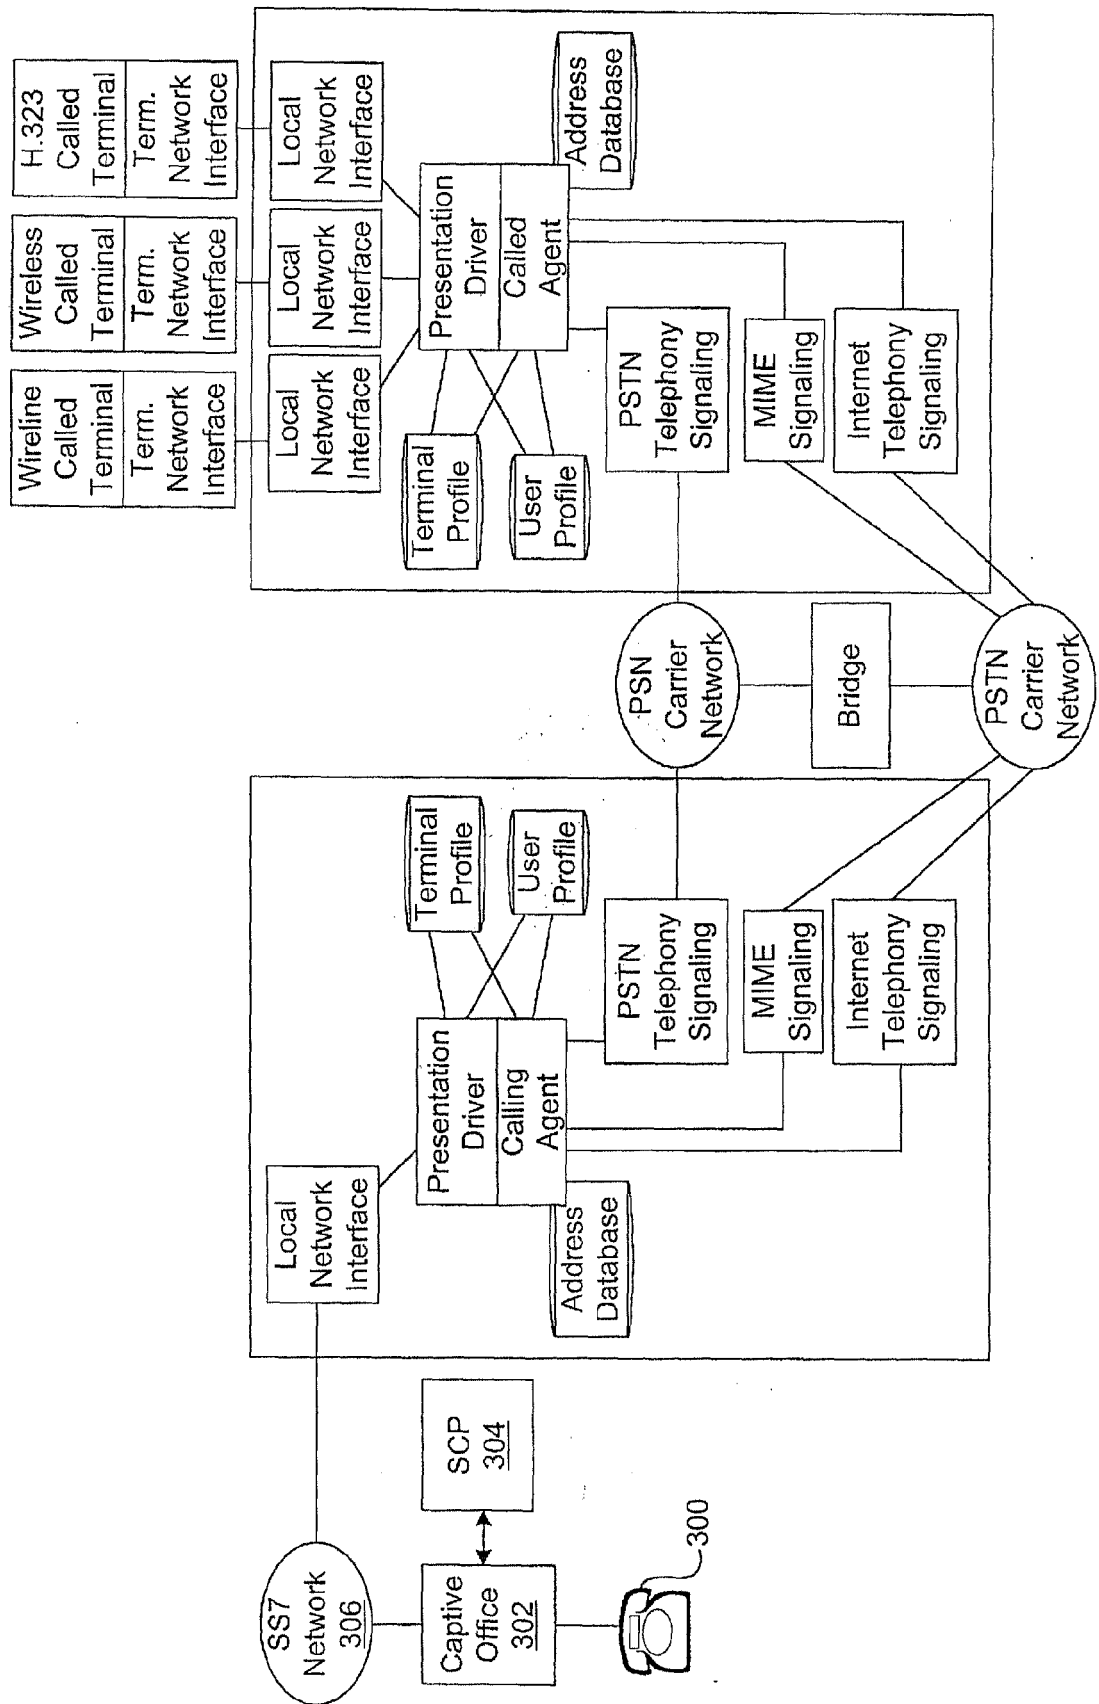 SS7
Network
306
Captive
Office
302
SCP
304
300
Local
Network
Interface
Presentation
Driver
Calling
Agent
Address
Database
Terminal
Profile
User
Profile
PSTN
Telephony
Signaling
MIME
Signaling
Internet
Telephony
Signaling
PSN
Carrier
Network
Bridge
PSTN
Carrier
Network
Wireline
Called
Terminal
Term.
Network
Interface
Wireless
Called
Terminal
Term.
Network
Interface
H.323
Called
Terminal
Term.
Network
Interface
Local
Network
Interface
Local
Network
Interface
Local
Network
Interface
Terminal
Profile
User
Profile
Presentation
Driver
Called
Agent
Address
Database
PSTN
Telephony
Signaling
MIME
Signaling
Internet
Telephony
Signaling